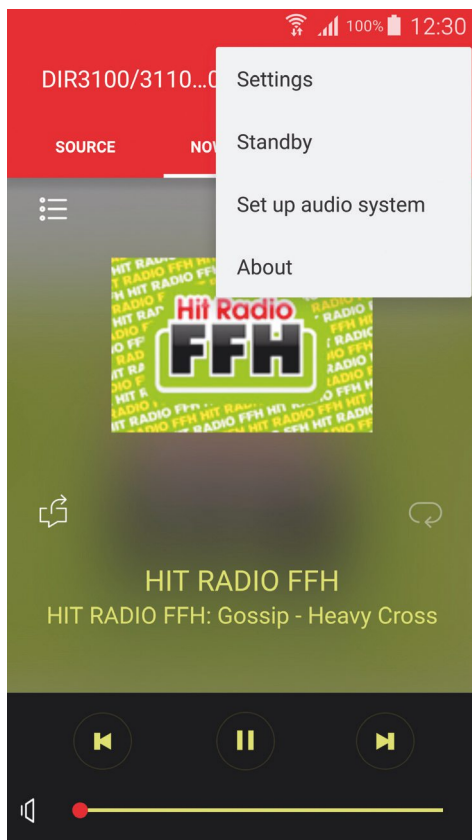 100% 12:30
DIR3100/3110...0
Settings
Standby
Set up audio system
About
SOURCE NOW
Hit Radio
FFH
HIT RADIO FFH
HIT RADIO FFH: Gossip - Heavy Cross